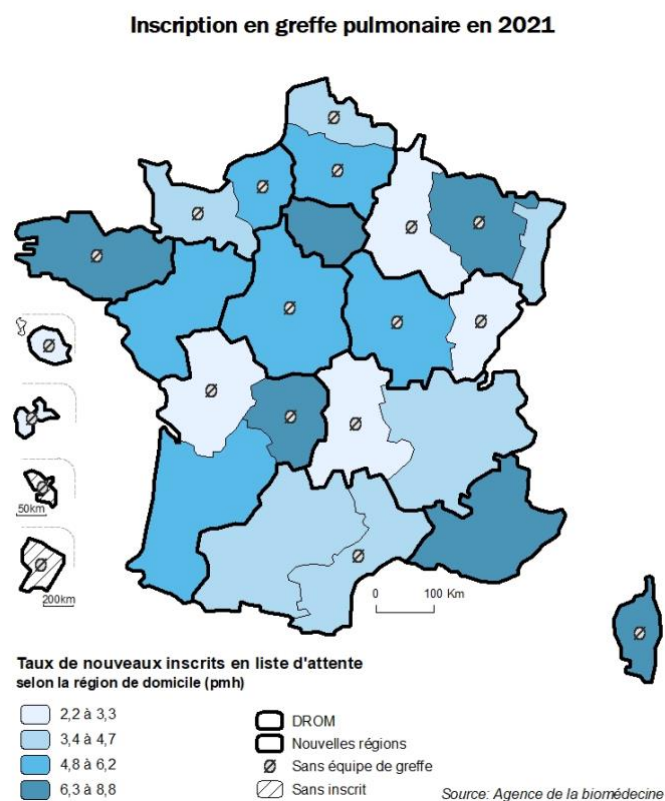 Inscription en greffe pulmonaire en 2021
50km
200km
0 100 Km
Taux de nouveaux inscrits en liste d'attente
selon la région de domicile (pmh)
2,2 à 3,3
3,4 à 4,7
4,8 à 6,2
6,3 à 8,8
DROM
Nouvelles régions
Sans équipe de greffe
Sans inscrit
Source: Agence de la biomédecine